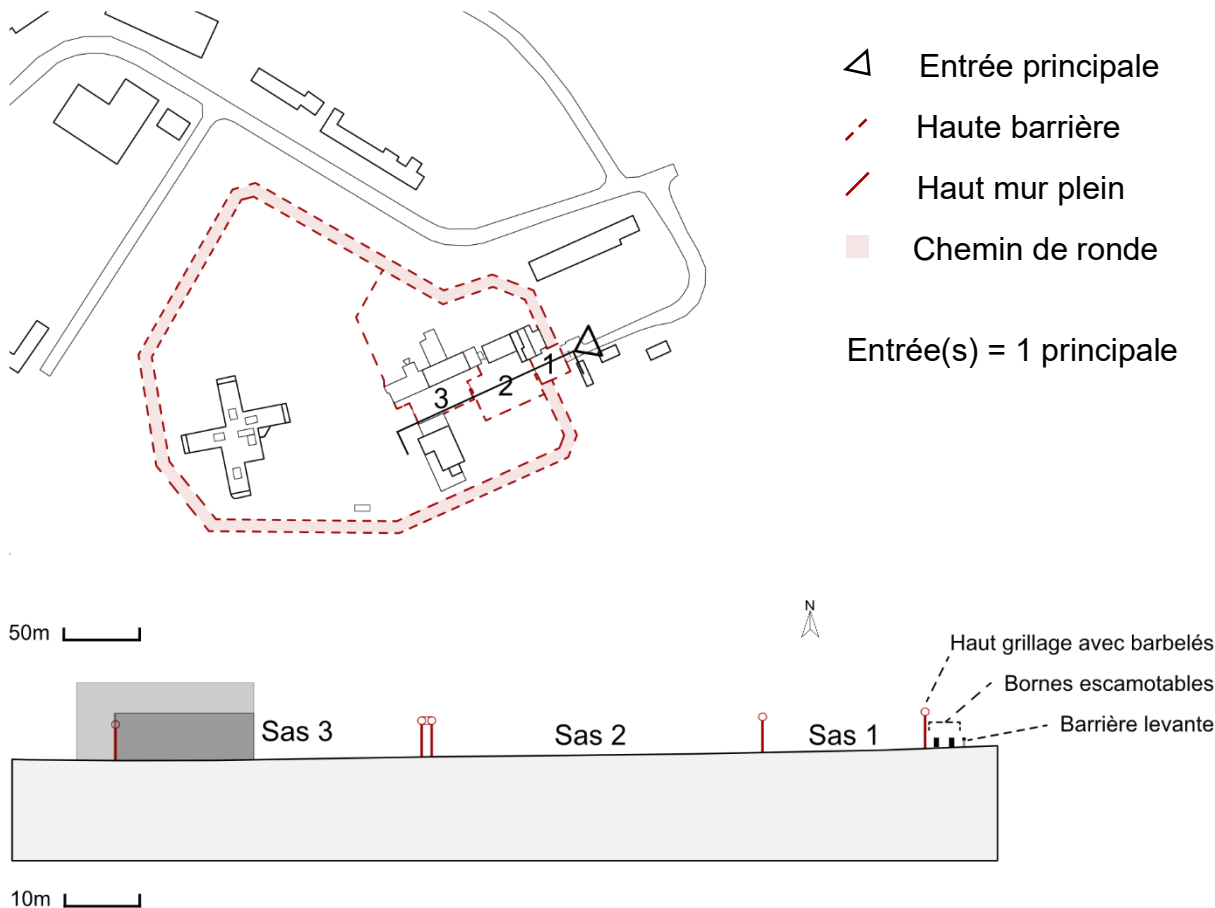 Entrée principale
Haute barrière
Haut mur plein
Chemin de ronde
Entrée(s) = 1 principale
1
2
3
50m
N
Haut grillage avec barbelés
Bornes escamotables
Barrière levante
Sas 3
Sas 2
Sas 1
10m